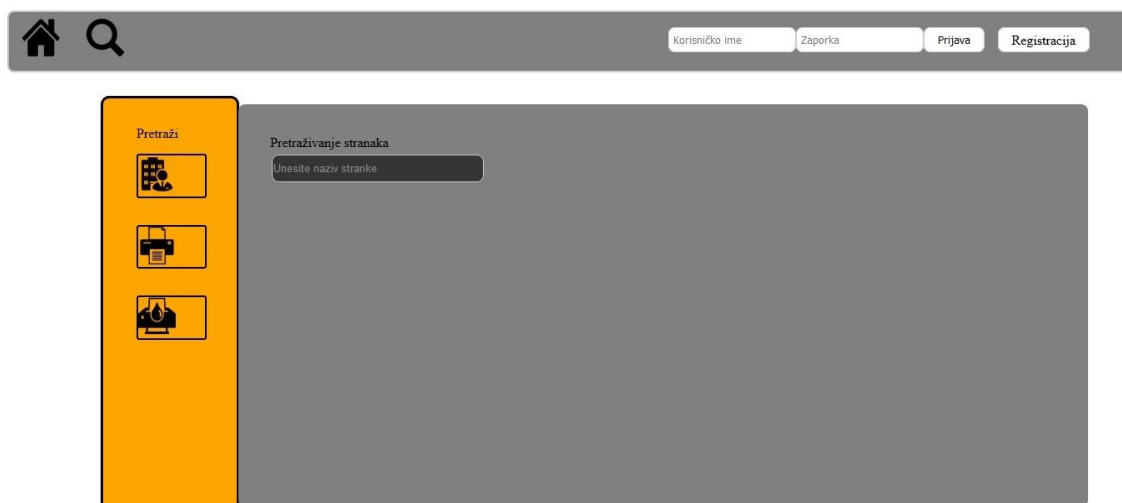 Korisničko ime Zaporka Prijava Registracija
Pretraži
Pretraživanje stranaka
Unesite naziv stranke